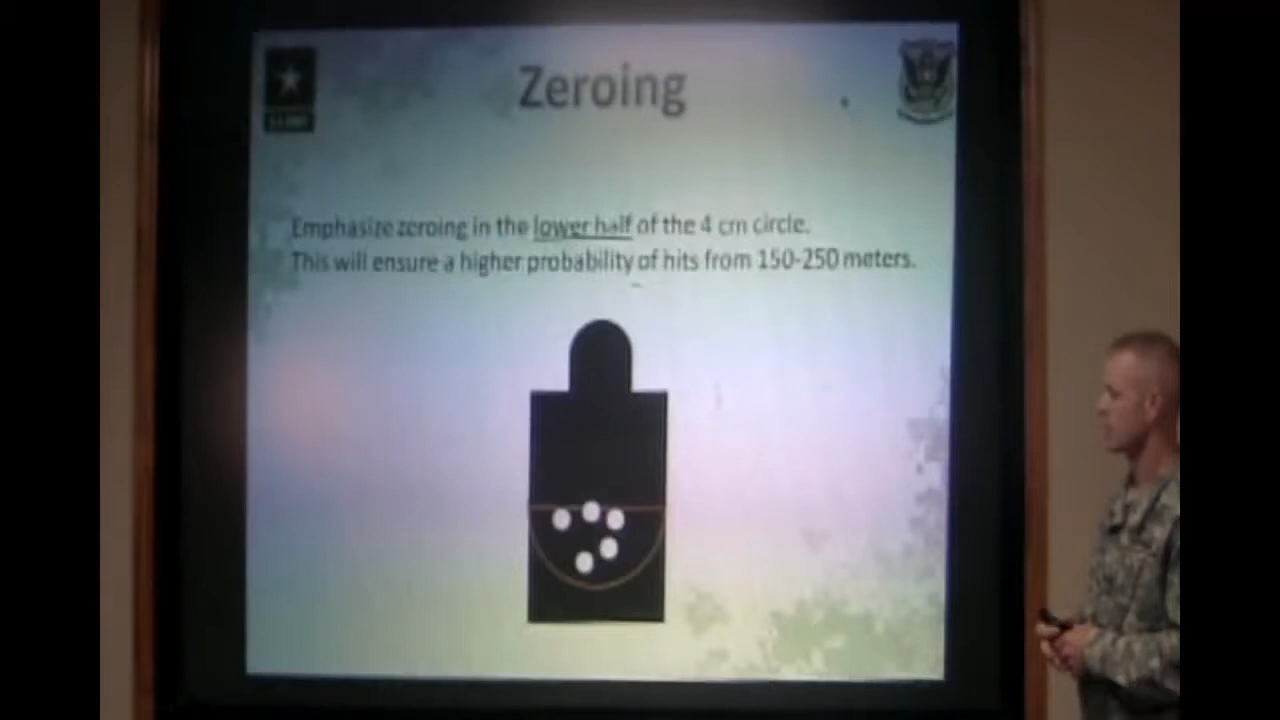 Zeroing
Emphasize zeroing in the lower half of the 4 cm circle.
This will ensure a higher probability of hits from 150-250 meters.